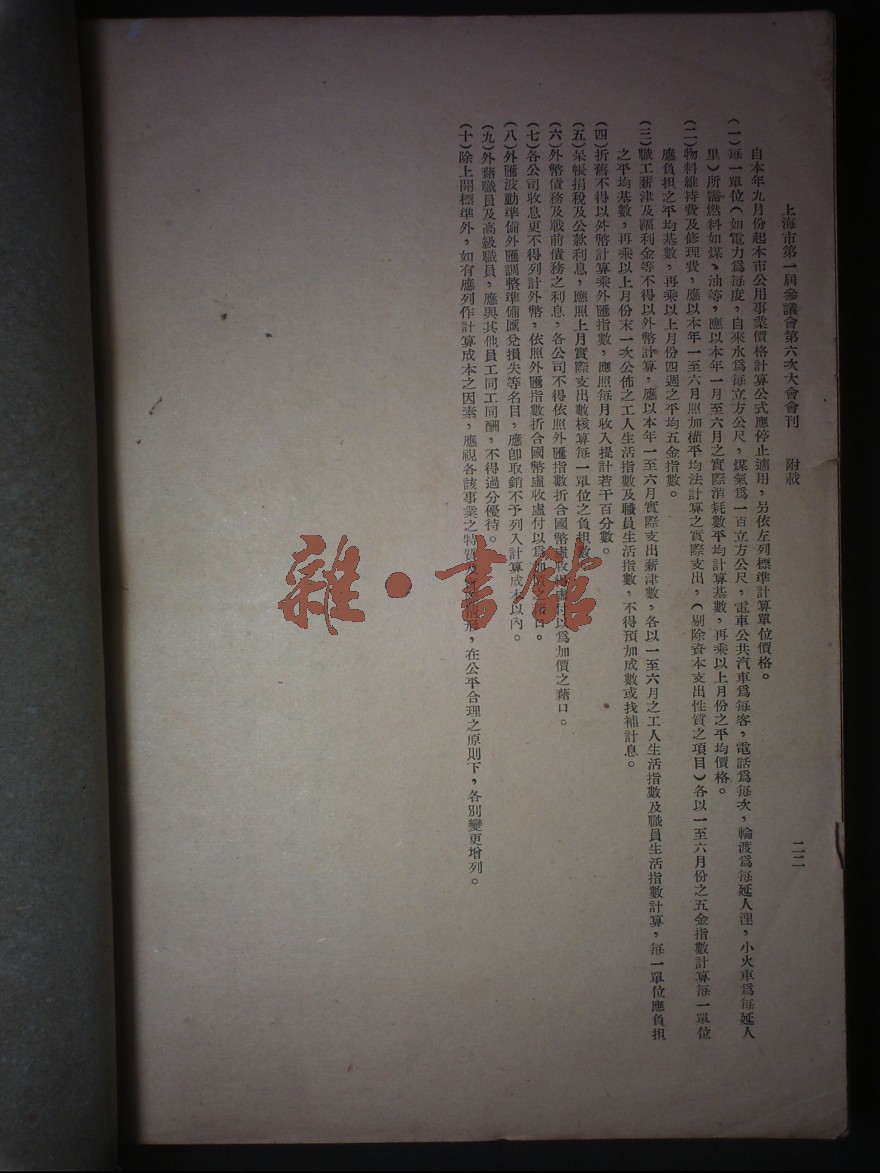 上海市第一屆參議會第六次大會會刊　附載　二二
自本年九月份起本市公用事業價格計算公式應停止適用，另依左列標準計算單位價格。
(一)每一單位(如電力爲每度，自來水爲每立方公尺，煤氣爲一百立方公尺，電車公共汽車爲每客，電話爲每次，輪渡爲每延人浬，小火車爲每延人
里)所需燃料如煤、油等，應以本年一月至六月之實際消耗數平均計算基數，再乘以上月份之平均價格。
(二)物料維持費及修理費，應以本年一至六月照加權平均法計算之實際支出，(剔除資本支出性質之項目)各以一至六月份之五金指數計算每一單位
應負担之平均基數，再乘以上月份四週之平均五金指數。
(三)職工薪津及福利金等不得以外幣計算，應以本年一至六月實際支出薪津數，各以一至六月之工人生活指數及職員生活指數計算，每一單位應負担
之平均基數，再乘以上月份末一次公佈之工人生活指數及職員生活指數，不得預加成數或找補計息。
(四)折舊不得以外幣計算乘外匯指數，應照每月收入提計若干百分數。
(五)呆帳捐稅及公款利息，應照上月實際支出數核算每一單位之負担數。
(六)外幣債務及戰前債務之利息，各公司不得依照外匯指數折合國幣虛收虛付以爲加價之藉口。
(七)各公司收息更不得列計外幣，依照外匯指數折合國幣虛收虛付以爲加價之藉口。
(八)外匯波動準備外匯調整準備匯兌損失等名目，應卽取銷不予列入計算成本以內。
(九)外藉職員及高級職員，應與其他員工同工同酬，不得過分優待。
(十)除上開標準外，如有應列作計算成本之因素，應視各該事業之特質及　情形，在公平合理之原則下，各別變更增列。
雜·書館